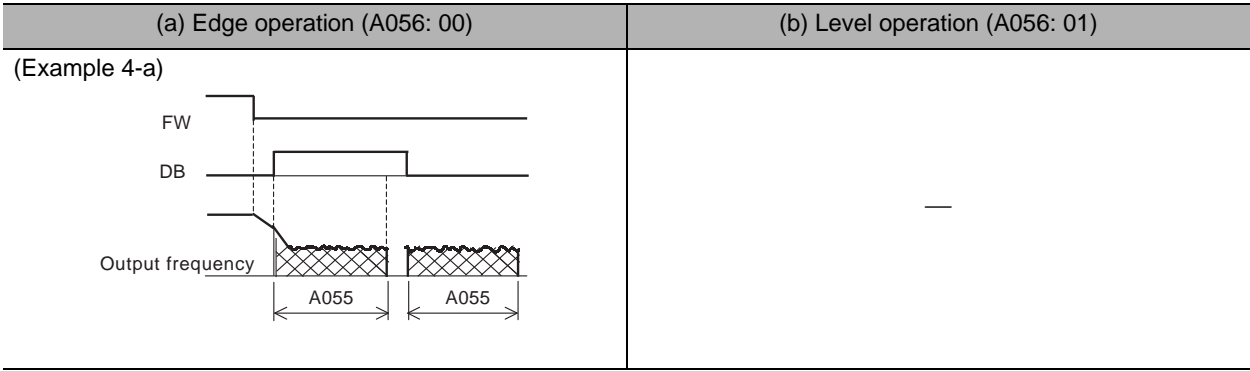 (a) Edge operation (A056: 00)
(b) Level operation (A056: 01)
(Example 4-a)
—
FW
DB
Output frequency
A055
A055